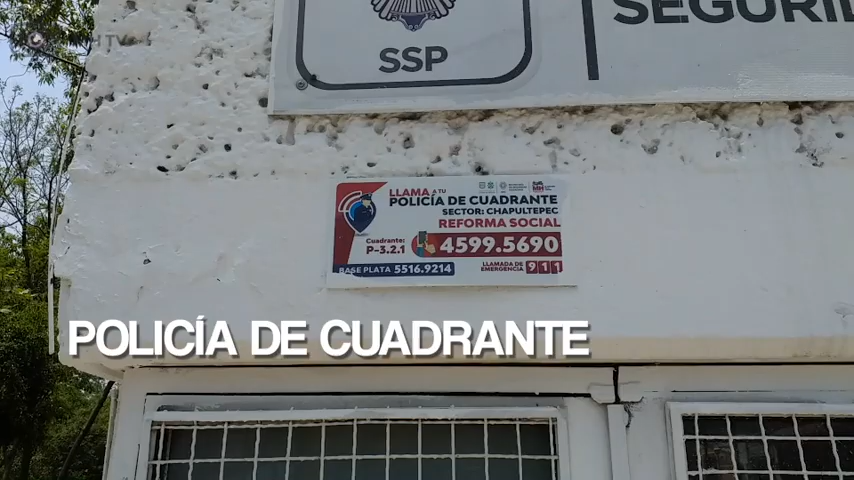 SSP
SEGURID
LLAMA A TU
POLICÍA DE CUADRANTE
SECTOR: CHAPULTEPEC
REFORMA SOCIAL
Cuadrante:
P-3.2.1
4599.5690
BASE PLATA 5516.9214
LLAMADA DE
EMERGENCIA 911
POLICÍA DE CUADRANTE